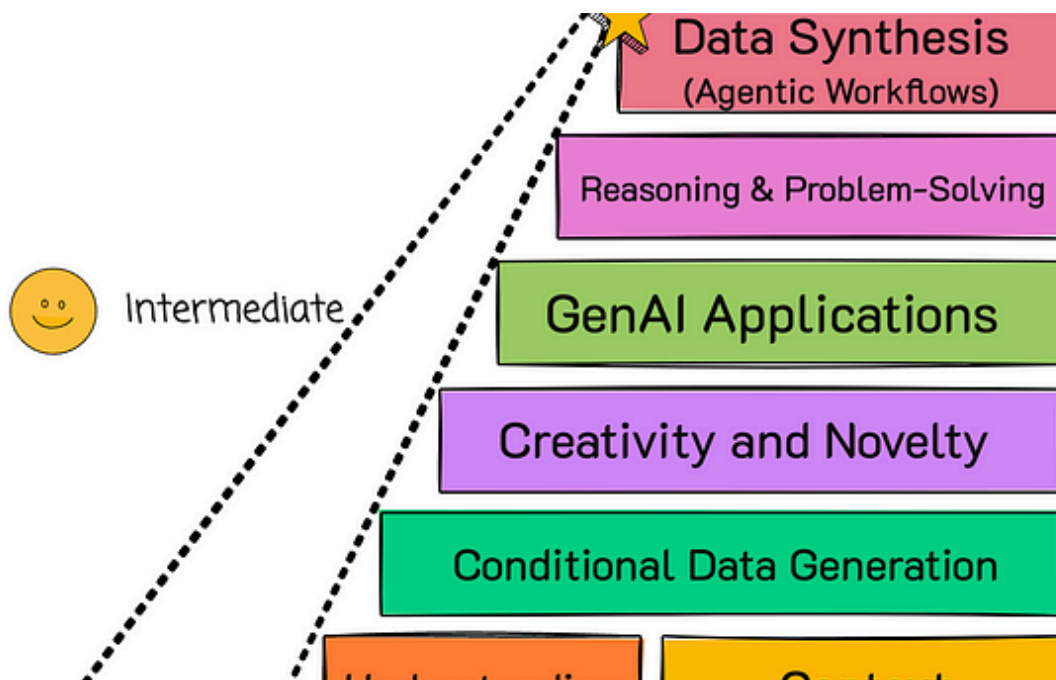 Data Synthesis
(Agentic Workflows)
Reasoning & Problem-Solving
GenAI Applications
Intermediate
Creativity and Novelty
Conditional Data Generation